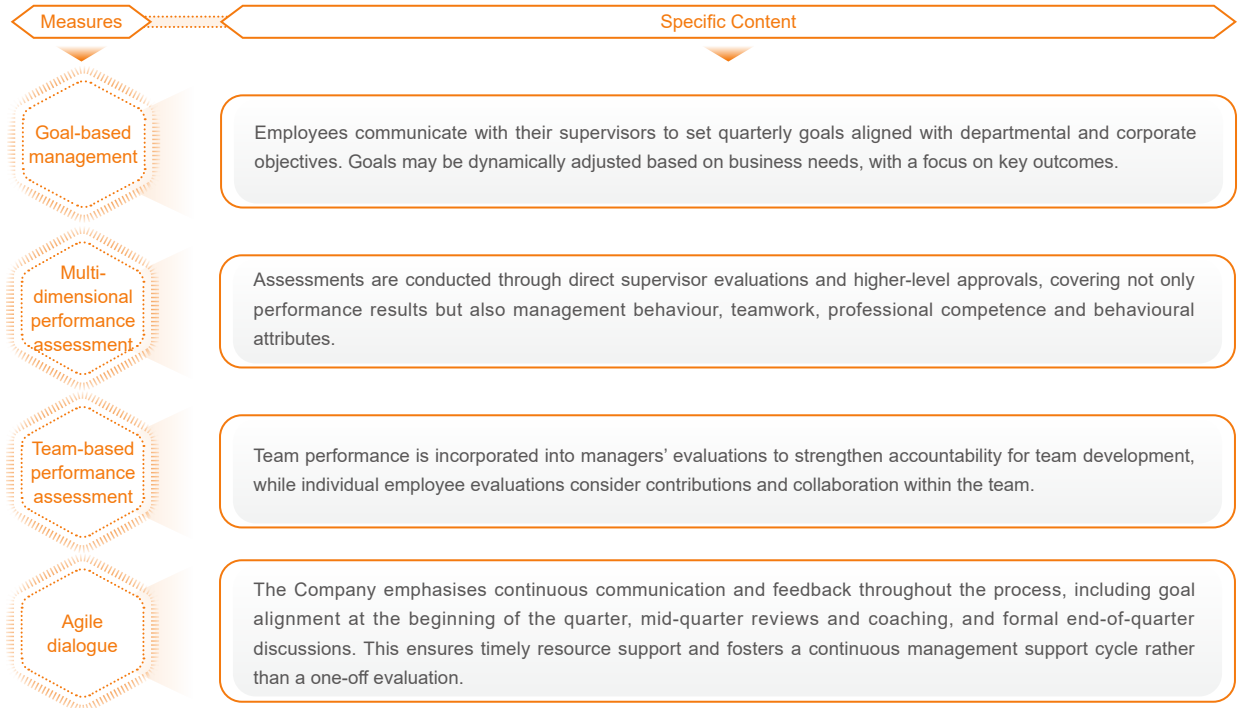 Measures
Specific Content
Goal-based
management
Employees communicate with their supervisors to set quarterly goals aligned with departmental and corporate
objectives. Goals may be dynamically adjusted based on business needs, with a focus on key outcomes.
Multi-
dimensional
performance
assessment
Assessments are conducted through direct supervisor evaluations and higher-level approvals, covering not only
performance results but also management behaviour, teamwork, professional competence and behavioural
attributes.
Team-based
performance
assessment
Team performance is incorporated into managers’ evaluations to strengthen accountability for team development,
while individual employee evaluations consider contributions and collaboration within the team.
Agile
dialogue
The Company emphasises continuous communication and feedback throughout the process, including goal
alignment at the beginning of the quarter, mid-quarter reviews and coaching, and formal end-of-quarter
discussions. This ensures timely resource support and fosters a continuous management support cycle rather
than a one-off evaluation.